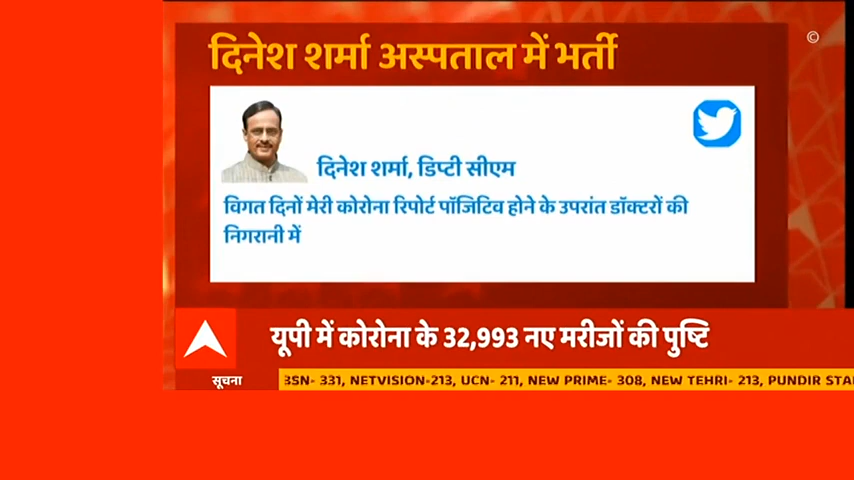 ©
दिनेश शर्मा अस्पताल में भर्ती
दिनेश शर्मा, डिप्टी सीएम
विगत दिनों मेरी कोरोना रिपोर्ट पॉजिटिव होने के उपरांत डॉक्टरों की
निगरानी में
यूपी में कोरोना के 32,993 नए मरीजों की पुष्टि
सूचना
BSN- 331, NETVISION-213, UCN- 211, NEW PRIME- 308, NEW TEHRI- 213, PUNDIR STA